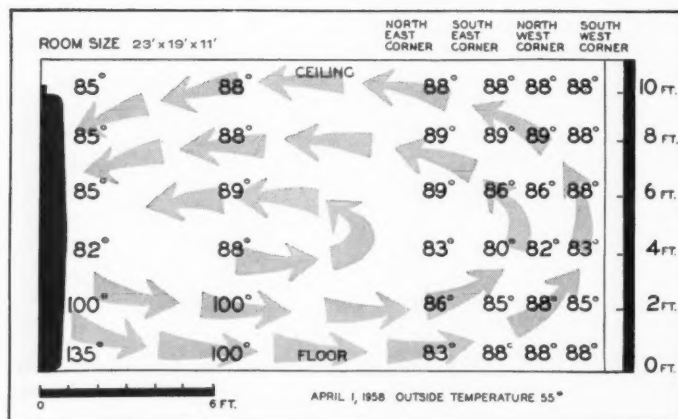 ROOM SIZE 23' x 19' x 11'
NORTH EAST CORNER
SOUTH EAST CORNER
NORTH WEST CORNER
SOUTH WEST CORNER
CEILING
85° 88° 88° 88° 88° 88° 10 FT.
85° 88° 89° 89° 89° 88° 8 FT.
85° 89° 89° 86° 86° 88° 6 FT.
82° 88° 83° 80° 82° 83° 4 FT.
100° 100° 86° 85° 88° 85° 2 FT.
135° 100° FLOOR 83° 88° 88° 88° 0 FT.
0 6 FT.
APRIL 1, 1958 OUTSIDE TEMPERATURE 55°